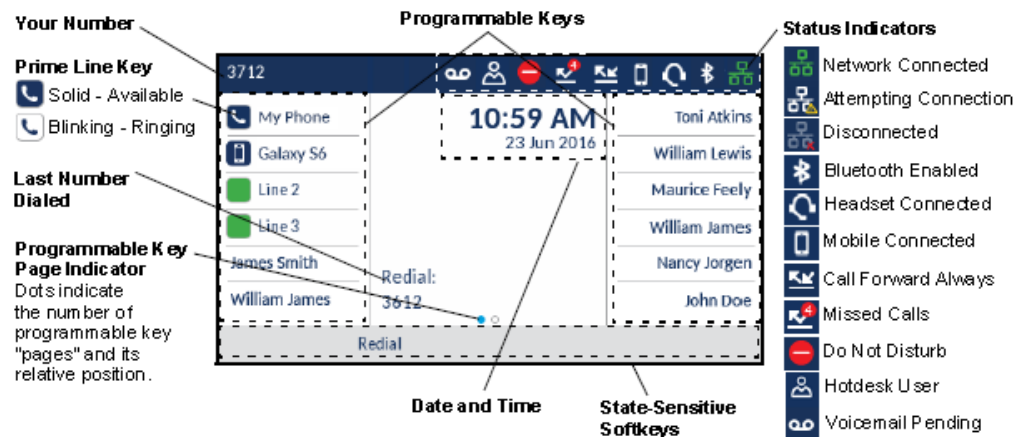 Your Number
Programmable Keys
Status Indicators
Prime Line Key
Solid - Available
Blinking - Ringing
Last Number
Dialed
Programmable Key
Page Indicator
Dots indicate
the number of
programmable key
"pages" and its
relative position.
3712
4
My Phone
Galaxy S6
Line 2
Line 3
James Smith
William James
10:59 AM
23 Jun 2016
Redial:
3612
Toni Atkins
William Lewis
Maurice Feely
William James
Nancy Jorgen
John Doe
Redial
Date and Time
State-Sensitive
Softkeys
Network Connected
Attempting Connection
Disconnected
Bluetooth Enabled
Headset Connected
Mobile Connected
Call Forward Always
4
Missed Calls
Do Not Disturb
Hotdesk User
Voicemail Pending